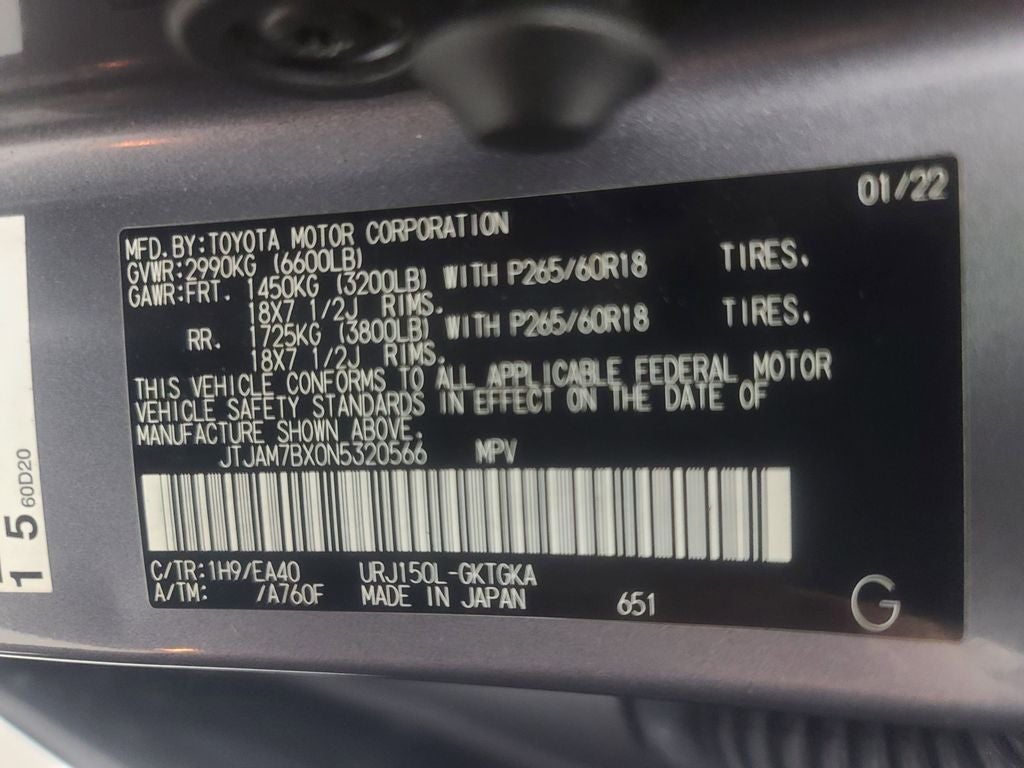 01/22
MFD. BY: TOYOTA MOTOR CORPORATION
GVWR: 2990KG (6600LB)
GAWR: FRT. 1450KG (3200LB) WITH P265/60R18 TIRES.
18X7 1/2J RIMS.
RR. 1725KG (3800LB) WITH P265/60R18 TIRES.
18X7 1/2J RIMS.
THIS VEHICLE CONFORMS TO ALL APPLICABLE FEDERAL MOTOR
VEHICLE SAFETY STANDARDS IN EFFECT ON THE DATE OF
MANUFACTURE SHOWN ABOVE.
JTJAM7BX0N5320566 MPV
C/TR: 1H9/EA40 URJ150L-GKTGKA
A/TM: /A760F MADE IN JAPAN 651 G
1 5 60D20